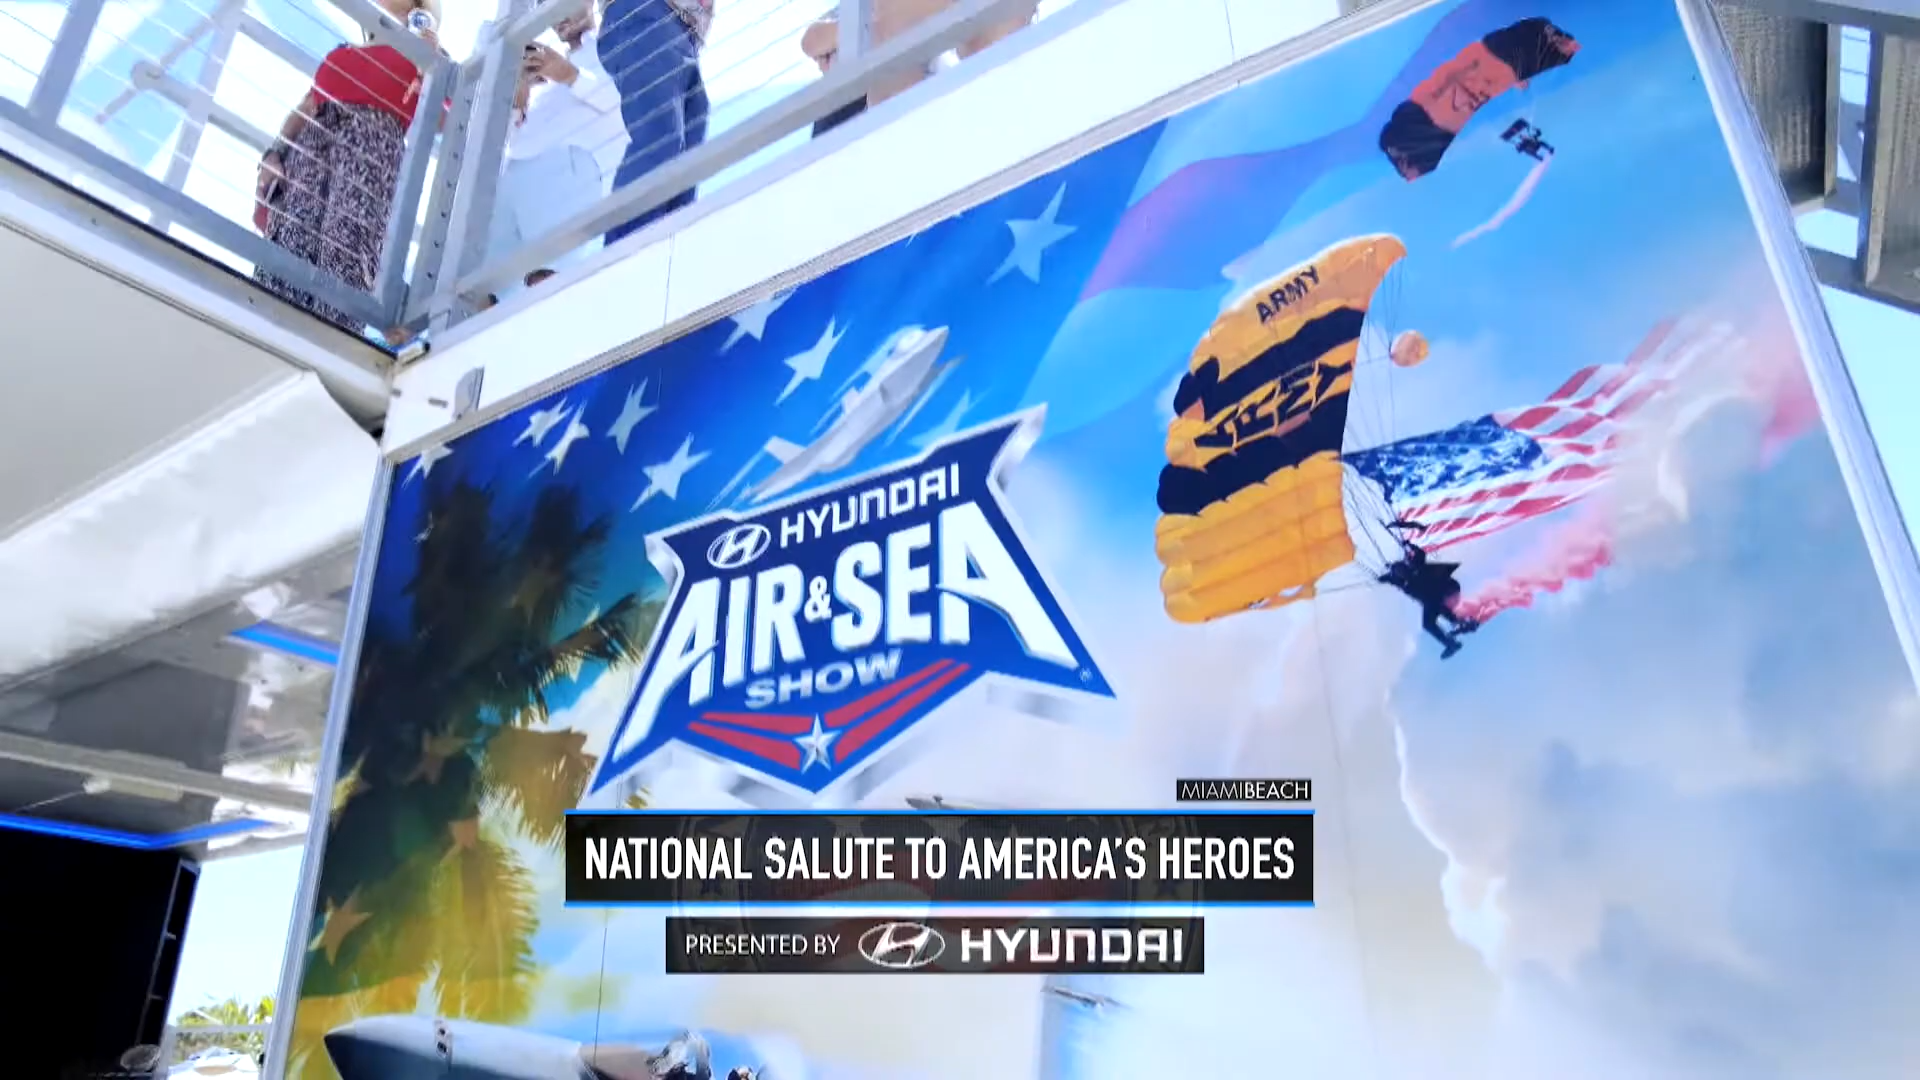 ARMY
ARMY
HYUNDAI
AIR & SEA
SHOW
MIAMIBEACH
NATIONAL SALUTE TO AMERICA'S HEROES
PRESENTED BY HYUNDAI